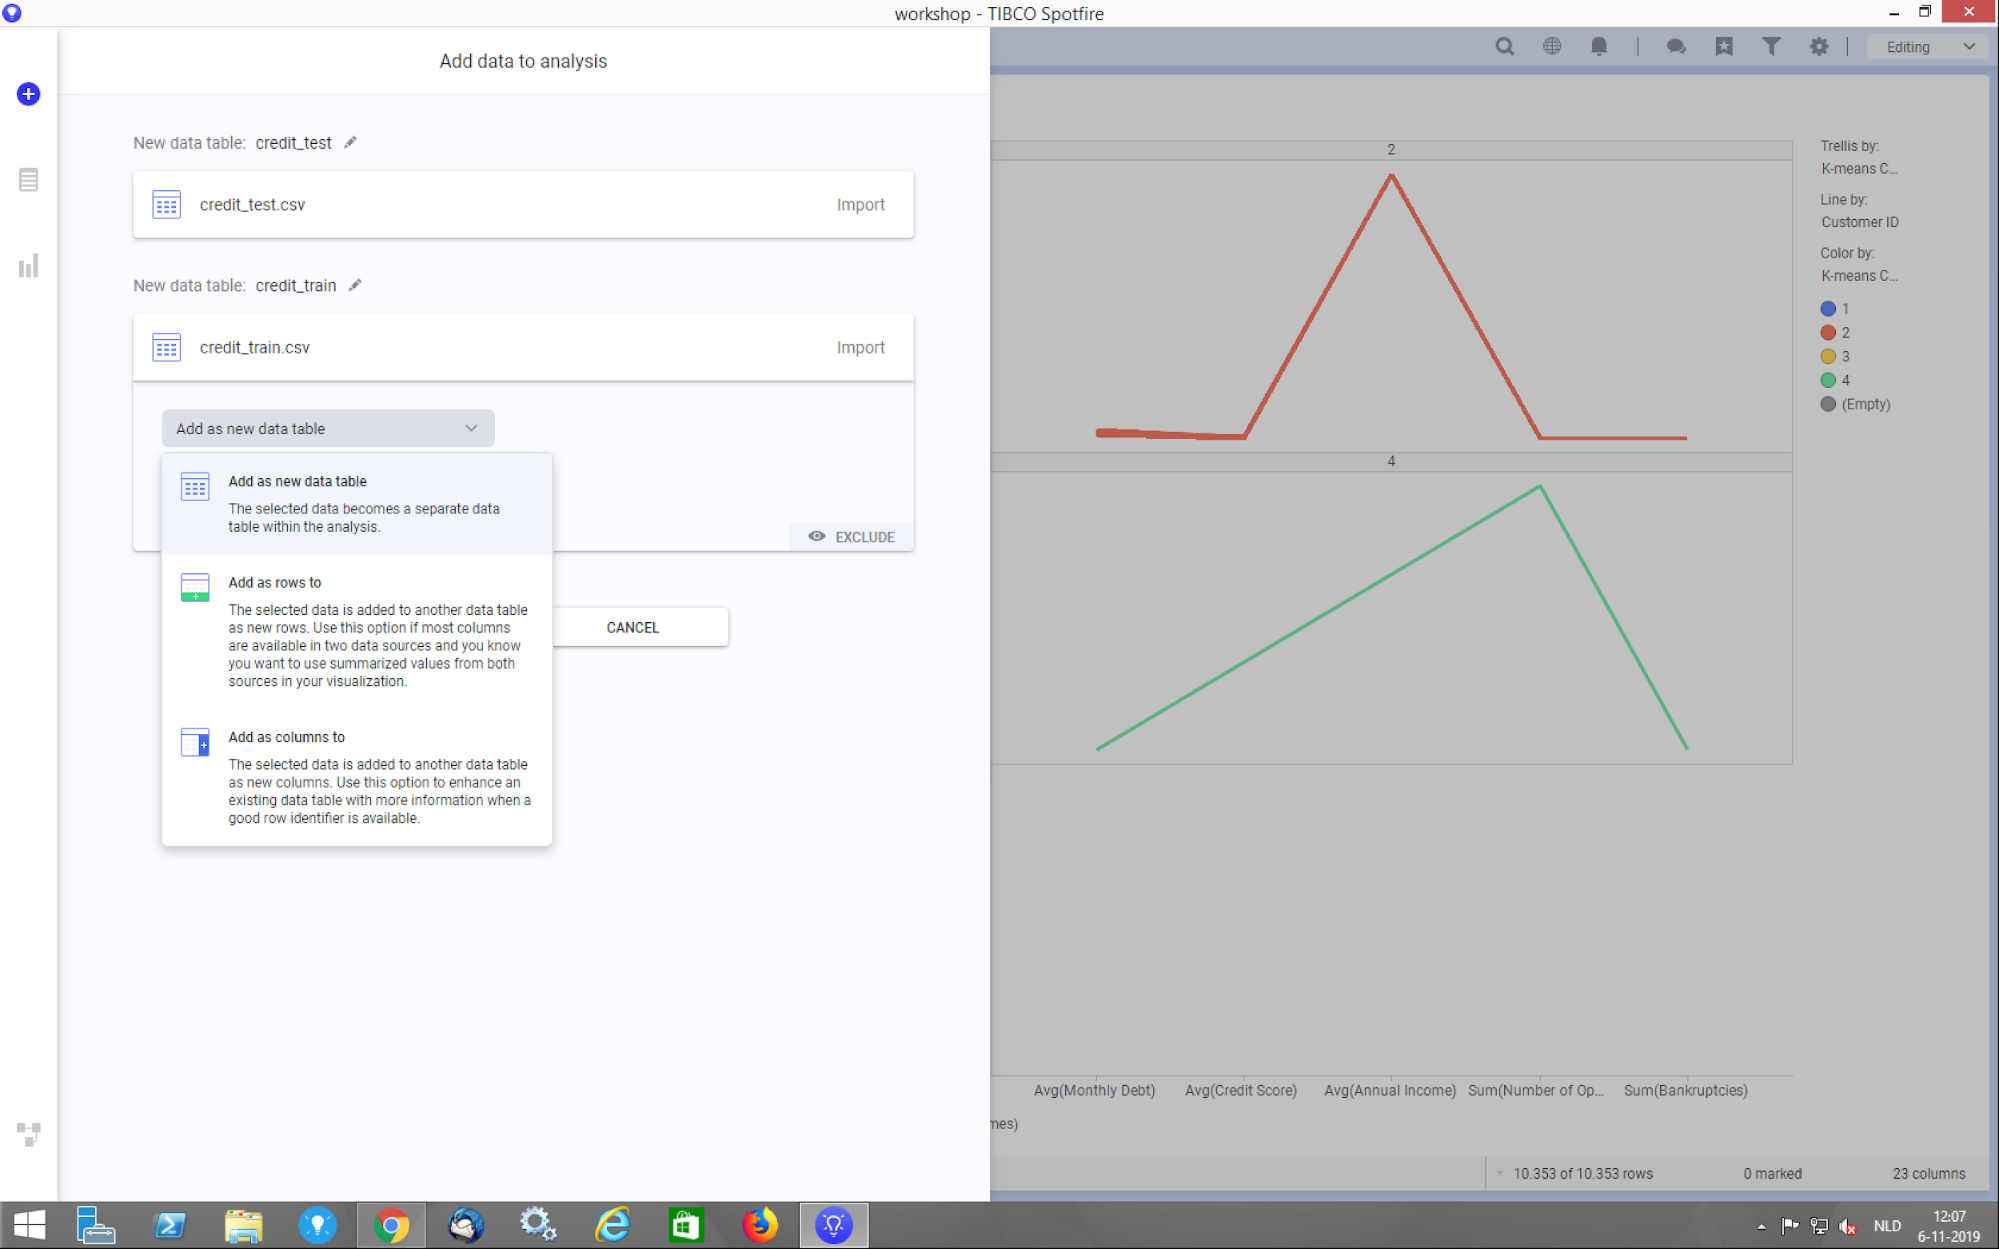 workshop - TIBCO Spotfire
Add data to analysis
Editing
New data table: credit_test
credit_test.csv Import
New data table: credit_train
credit_train.csv Import
Add as new data table
Add as new data table
The selected data becomes a separate data
table within the analysis.
EXCLUDE
Add as rows to
The selected data is added to another data table
as new rows. Use this option if most columns
are available in two data sources and you know
you want to use summarized values from both
sources in your visualization.
CANCEL
Add as columns to
The selected data is added to another data table
as new columns. Use this option to enhance an
existing data table with more information when a
good row identifier is available.
2
4
Trellis by:
K-means C...
Line by:
Customer ID
Color by:
K-means C...
1
2
3
4
(Empty)
Avg(Monthly Debt) Avg(Credit Score) Avg(Annual Income) Sum(Number of Op... Sum(Bankruptcies)
mes)
10.353 of 10.353 rows 0 marked 23 columns
NLD
12:07
6-11-2019